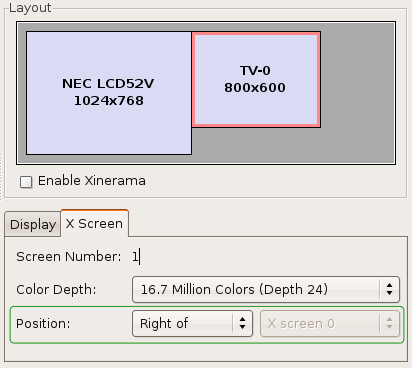 Layout
NEC LCD52V
1024x768
TV-0
800x600
Enable Xinerama
Display
X Screen
Screen Number: 1
Color Depth: 16.7 Million Colors (Depth 24)
Position: Right of X screen 0